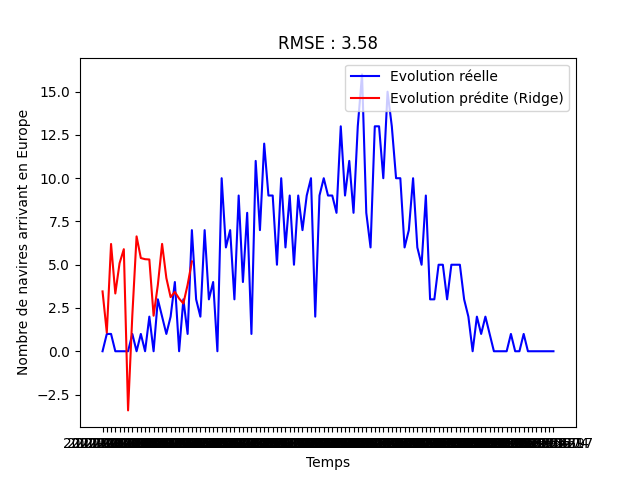 RMSE : 3.58
Evolution réelle
Evolution prédite (Ridge)
Nombre de navires arrivant en Europe
15.0
12.5
10.0
7.5
5.0
2.5
0.0
−2.5
Temps